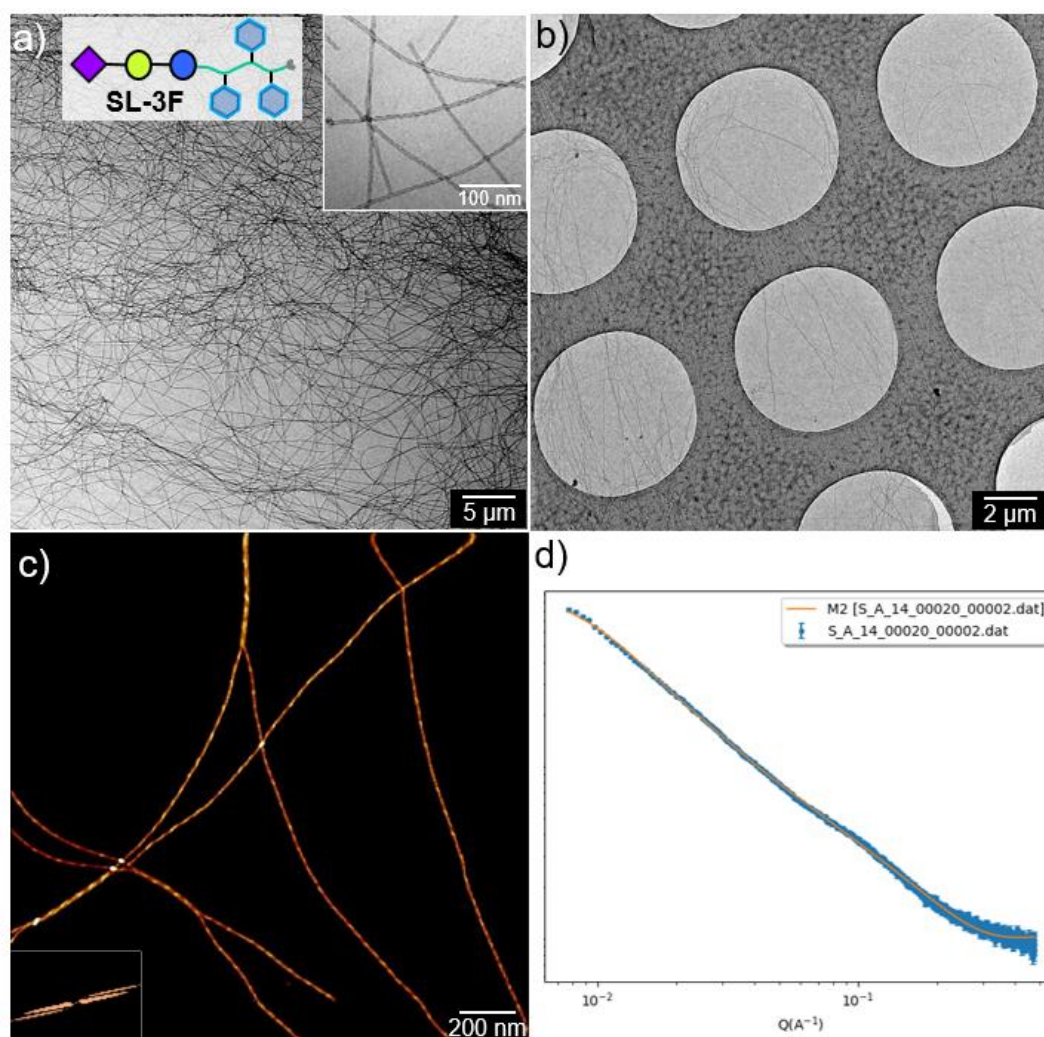 a)
SL-3F
100 nm
5 µm
b)
2 µm
c)
200 nm
d)
M2 [S_A_14_00020_00002.dat]
S_A_14_00020_00002.dat
10⁻²
10⁻¹
Q(A⁻¹)